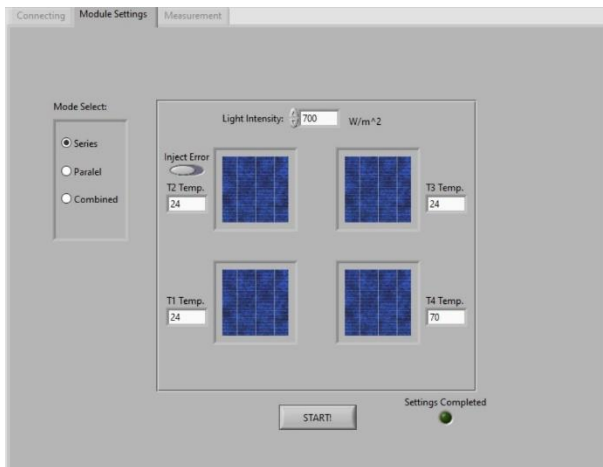 Connecting
Module Settings
Measurement
Mode Select:
Series
Paralel
Combined
Light Intensity:
700
W/m^2
Inject Error
T2 Temp.
24
T3 Temp.
24
T1 Temp.
24
T4 Temp.
70
START!
Settings Completed